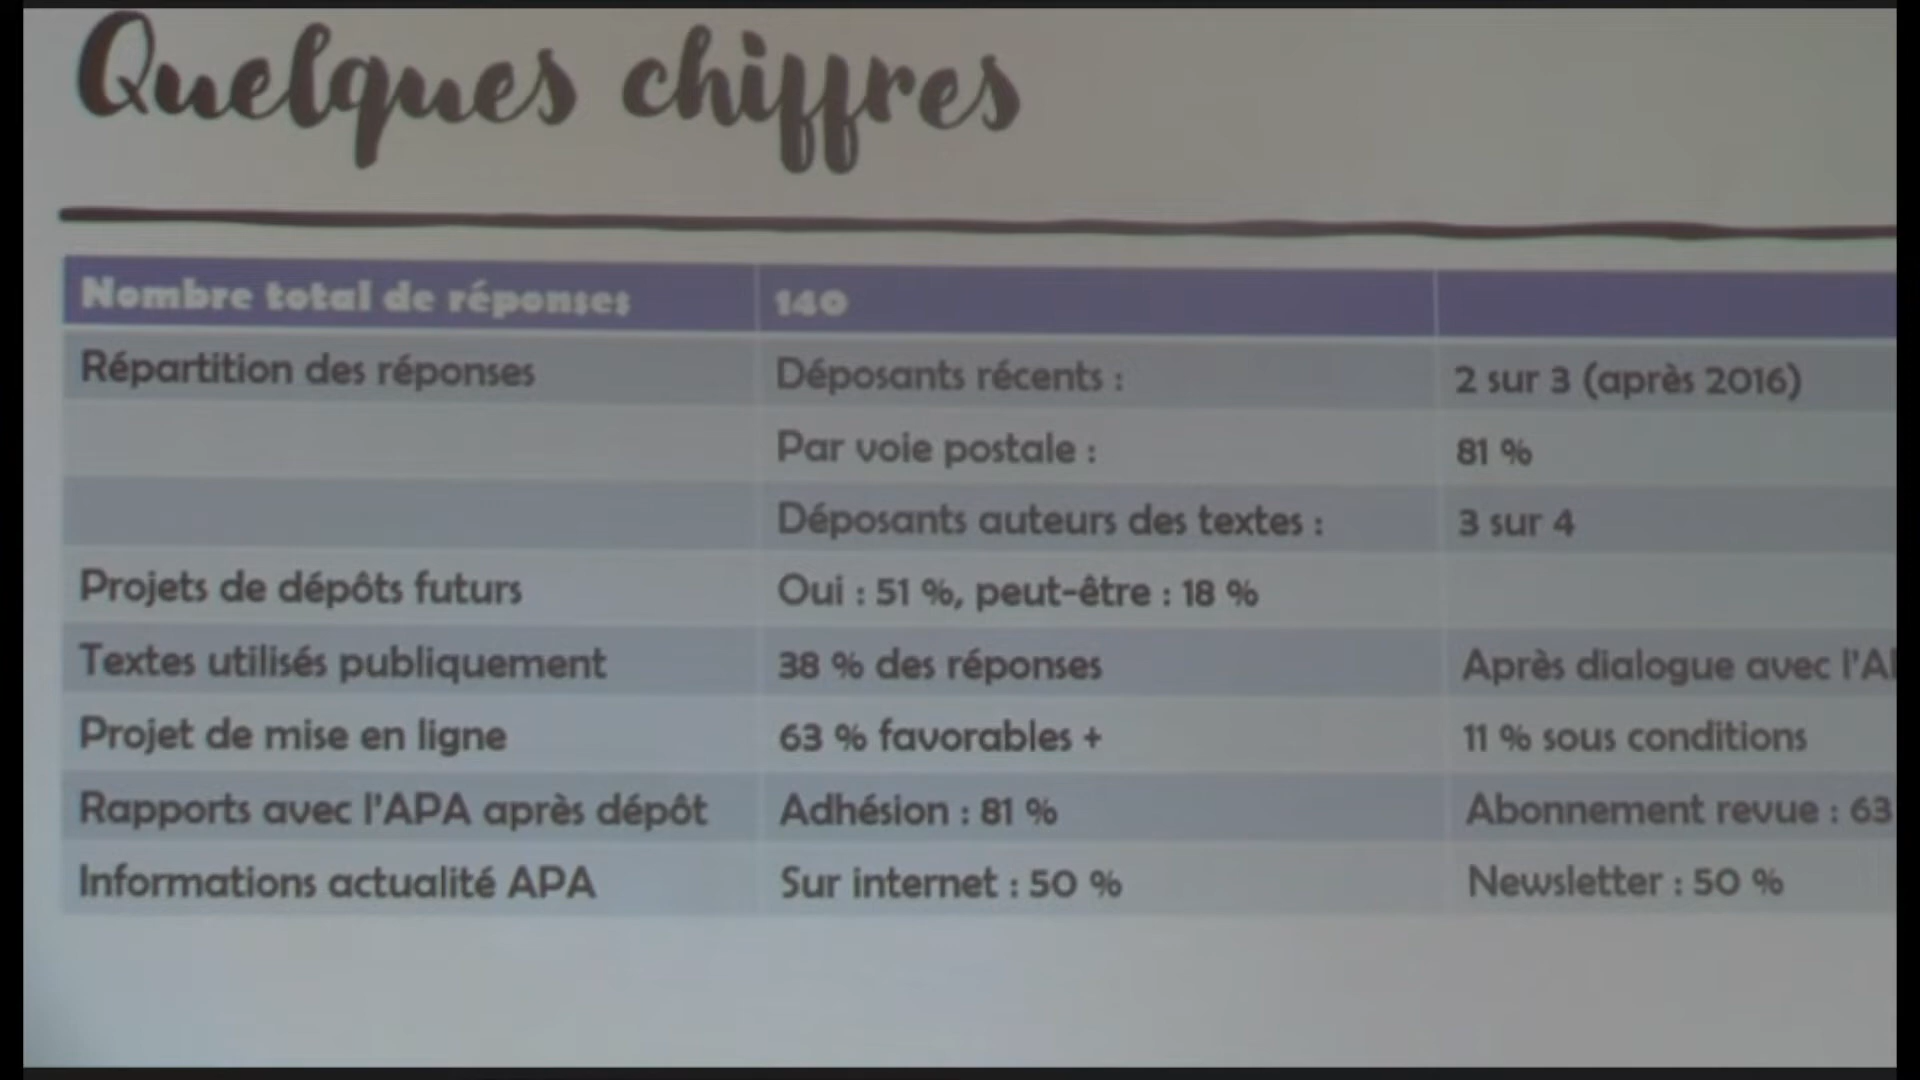 Quelques chiffres
Nombre total de réponses 140
Répartition des réponses Déposants récents : 2 sur 3 (après 2016)
Par voie postale : 81 %
Déposants auteurs des textes : 3 sur 4
Projets de dépôts futurs Oui : 51 %, peut-être : 18 %
Textes utilisés publiquement 38 % des réponses Après dialogue avec
Projet de mise en ligne 63 % favorables + 11 % sous conditions
Rapports avec l'APA après dépôt Adhésion : 81 % Abonnement revue : 63
Informations actualité APA Sur internet : 50 % Newsletter : 50 %